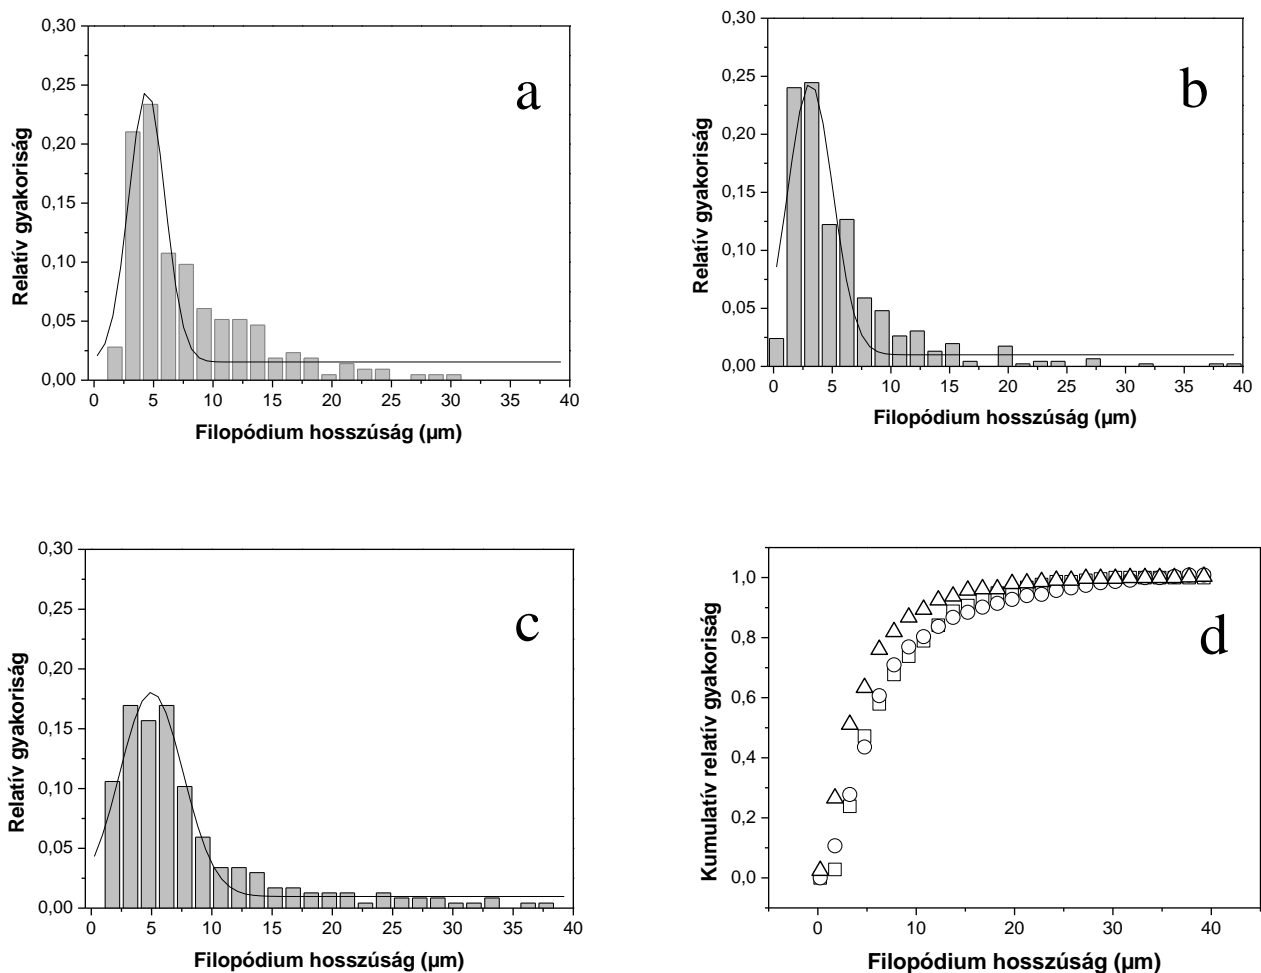 0,30
0,25
0,20
0,15
0,10
0,05
0,00
Relatív gyakoriság
a
0 5 10 15 20 25 30 35 40
Filopódium hosszúság (µm)
0,30
0,25
0,20
0,15
0,10
0,05
0,00
Relatív gyakoriság
b
0 5 10 15 20 25 30 35 40
Filopódium hosszúság (µm)
0,30
0,25
0,20
0,15
0,10
0,05
0,00
Relatív gyakoriság
c
0 5 10 15 20 25 30 35 40
Filopódium hosszúság (µm)
1,0
0,8
0,6
0,4
0,2
0,0
Kumulatív relatív gyakoriság
d
0 10 20 30 40
Filopódium hosszúság (µm)